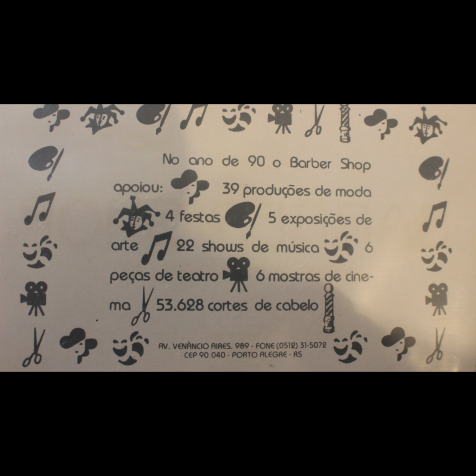 No ano de 90 o Barber Shop
apoiou: 39 produções de moda
4 festas 5 exposições de
arte 22 shows de música 6
peças de teatro 6 mostras de cine-
ma 53.628 cortes de cabelo
AV. VENÂNCIO AIRES, 989 - FONE (0512) 31-5072
CEP 90 040 - PORTO ALEGRE - RS